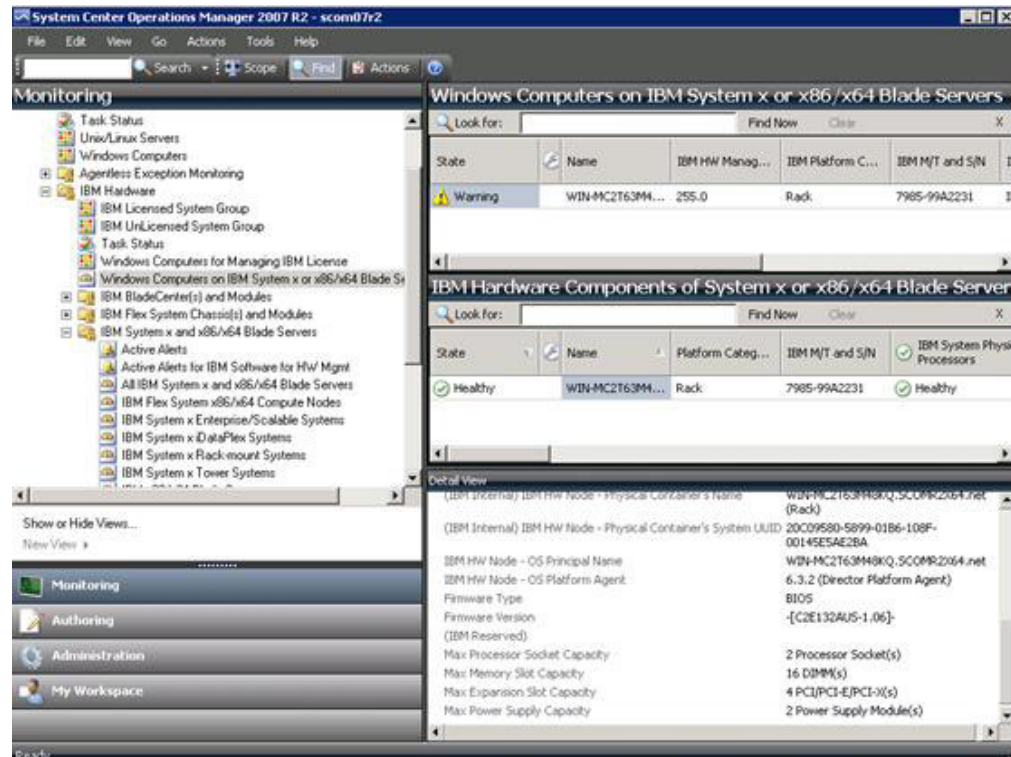 System Center Operations Manager 2007 R2 - scom07r2
File Edit View Go Actions Tools Help
Search Scope Find Actions
Monitoring
Task Status
Unix/Linux Servers
Windows Computers
Agentless Exception Monitoring
IBM Hardware
IBM Licensed System Group
IBM UnLicensed System Group
Task Status
Windows Computers for Managing IBM License
Windows Computers on IBM System x or x86/x64 Blade Se
IBM BladeCenter(s) and Modules
IBM Flex System Chassis(s) and Modules
IBM System x and x86/x64 Blade Servers
Active Alerts
Active Alerts for IBM Software for HW Mgmt
All IBM System x and x86/x64 Blade Servers
IBM Flex System x86/x64 Compute Nodes
IBM System x Enterprise/Scalable Systems
IBM System x iDataPlex Systems
IBM System x Rack-mount Systems
IBM System x Tower Systems
Show or Hide Views...
New View
Monitoring
Authoring
Administration
My Workspace
Windows Computers on IBM System x or x86/x64 Blade Servers
Look for: Find Now Clear X
State Name IBM HW Manag... IBM Platform C... IBM M/T and S/N
Warning WIN-MC2T63M4... 255.0 Rack 7985-99A2231
IBM Hardware Components of System x or x86/x64 Blade Server
Look for: Find Now Clear X
State Name Platform Categ... IBM M/T and S/N IBM System Physi
Processors
Healthy WIN-MC2T63M4... Rack 7985-99A2231 Healthy
Detail View
(IBM Internal) IBM HW Node - Physical Container's Name WIN-MC2T63M48KQ.SCOMR2X64.net
(Rack)
(IBM Internal) IBM HW Node - Physical Container's System UUID 20C09580-5899-01B6-108F-
00145E5AE2BA
IBM HW Node - OS Principal Name WIN-MC2T63M48KQ.SCOMR2X64.net
IBM HW Node - OS Platform Agent 6.3.2 (Director Platform Agent)
Firmware Type BIOS
Firmware Version -[C2E132AUS-1.06]-
(IBM Reserved)
Max Processor Socket Capacity 2 Processor Socket(s)
Max Memory Slot Capacity 16 DIMM(s)
Max Expansion Slot Capacity 4 PCI/PCI-E/PCI-X(s)
Max Power Supply Capacity 2 Power Supply Module(s)
Ready